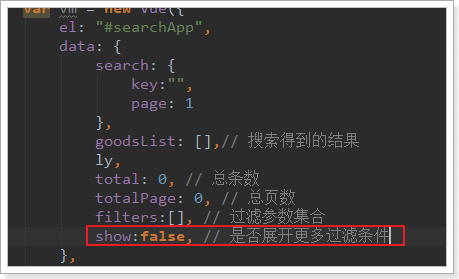 var vm = new Vue({
el: "#searchApp",
data: {
search: {
key:"",
page: 1
},
goodsList: [],// 搜索得到的结果
ly,
total: 0, // 总条数
totalPage: 0, // 总页数
filters:[], // 过滤参数集合
show:false, // 是否展开更多过滤条件
},